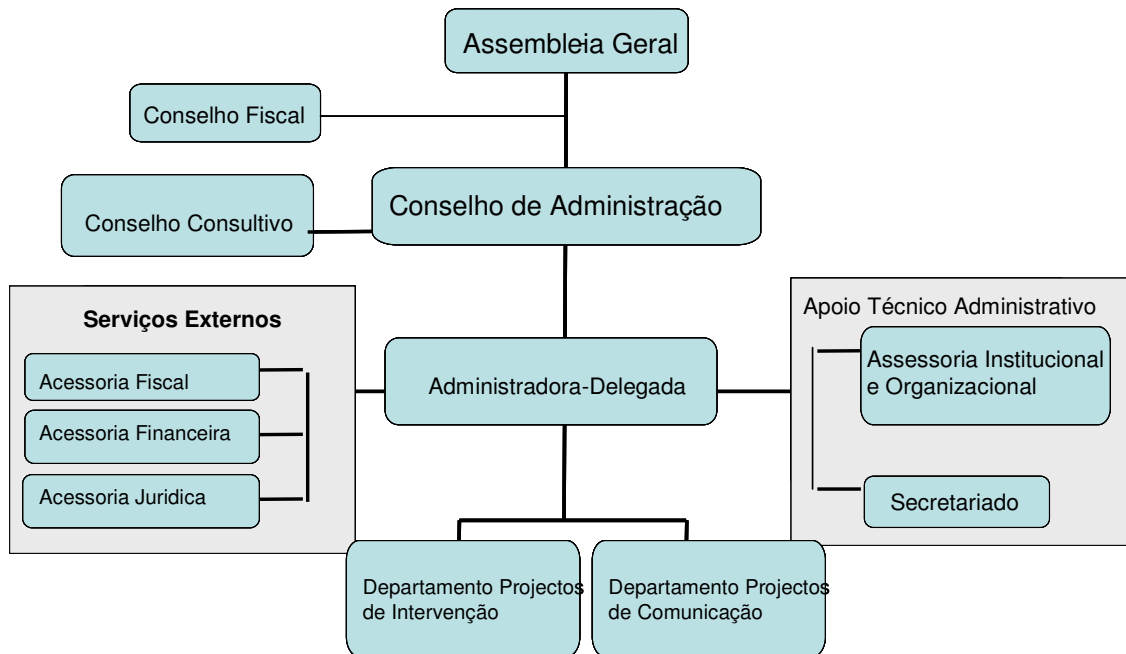 Assembleia Geral
Conselho Fiscal
Conselho de Administração
Conselho Consultivo
Serviços Externos
Acessoria Fiscal
Acessoria Financeira
Acessoria Juridica
Administradora-Delegada
Apoio Técnico Administrativo
Assessoria Institucional
e Organizacional
Secretariado
Departamento Projectos
de Intervenção
Departamento Projectos
de Comunicação